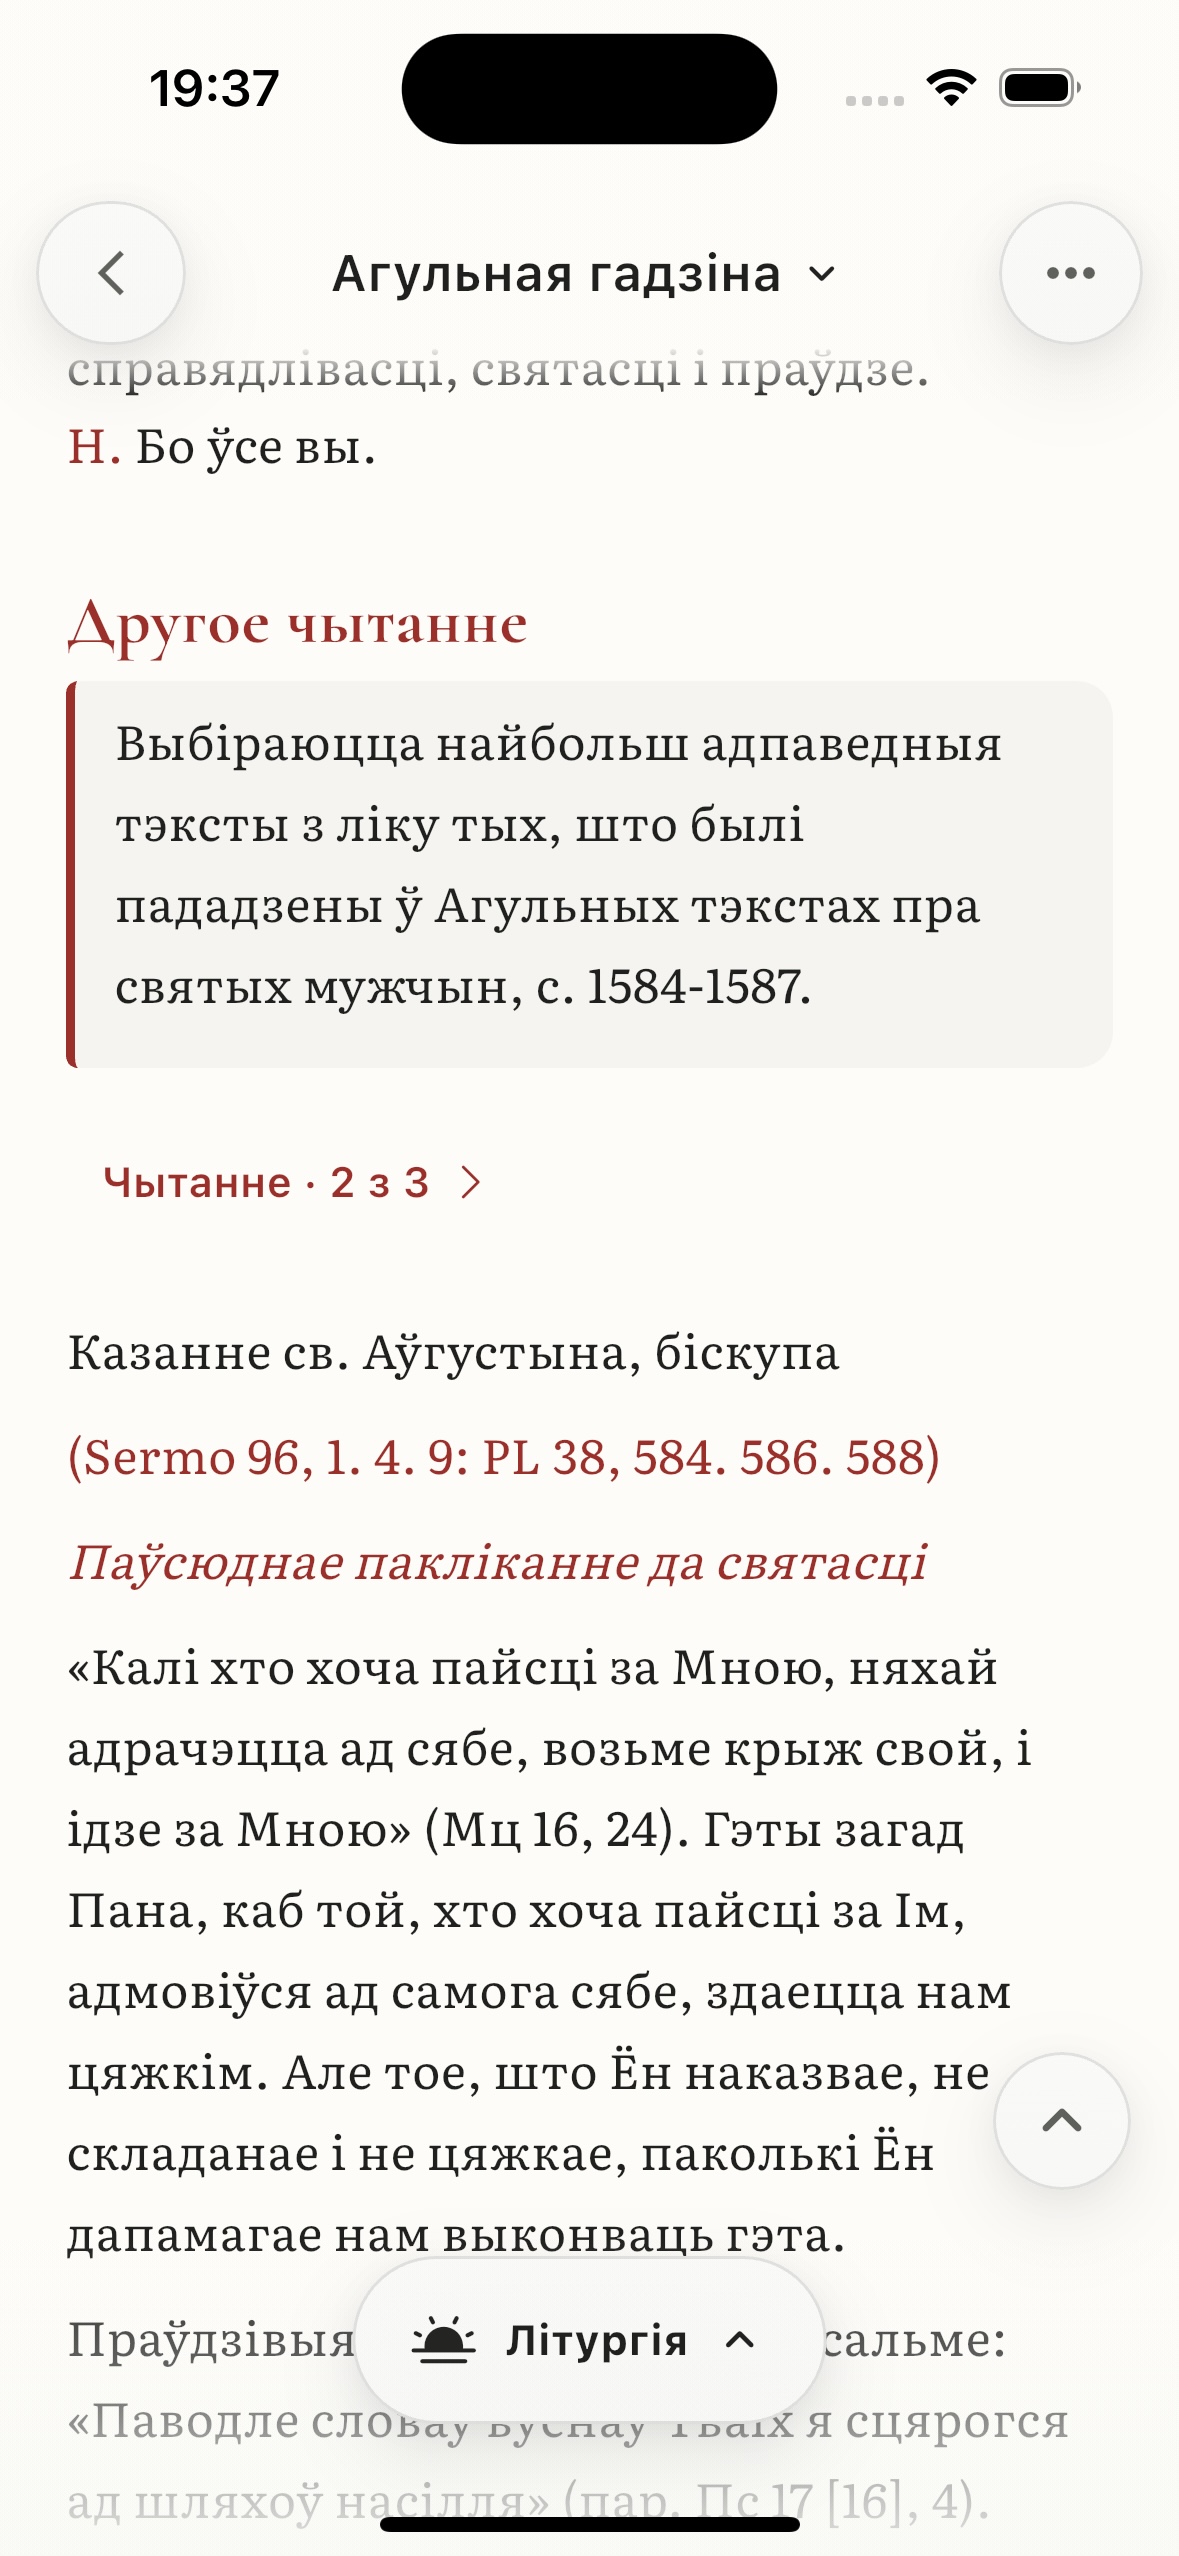 19:37
Агульная гадзіна
справядлівасці, святасці і праўдзе.
Н. Бо ўсе вы.
Другое чытанне
Выбіраюцца найбольш адпаведныя
тэксты з ліку тых, што былі
пададзены ў Агульных тэкстах пра
святых мужчын, с. 1584-1587.
Чытанне · 2 з 3
Казанне св. Аўгустына, біскупа
(Sermo 96, 1. 4. 9: PL 38, 584. 586. 588)
Паўсюднае пакліканне да святасці
«Калі хто хоча пайсці за Мною, няхай
адрачэцца ад сябе, возьме крыж свой, і
ідзе за Мною» (Мц 16, 24). Гэты загад
Пана, каб той, хто хоча пайсці за Ім,
адмовіўся ад самога сябе, здаецца нам
цяжкім. Але тое, што Ён наказвае, не
складанае і не цяжкае, паколькі Ён
дапамагае нам выконваць гэта.
Праўдзівыя сальме:
Літургія
«Паводле словаў вуснаў Тваіх я сцярогся
ад шляхоў насілля» (пар. Пс 17 [16], 4).